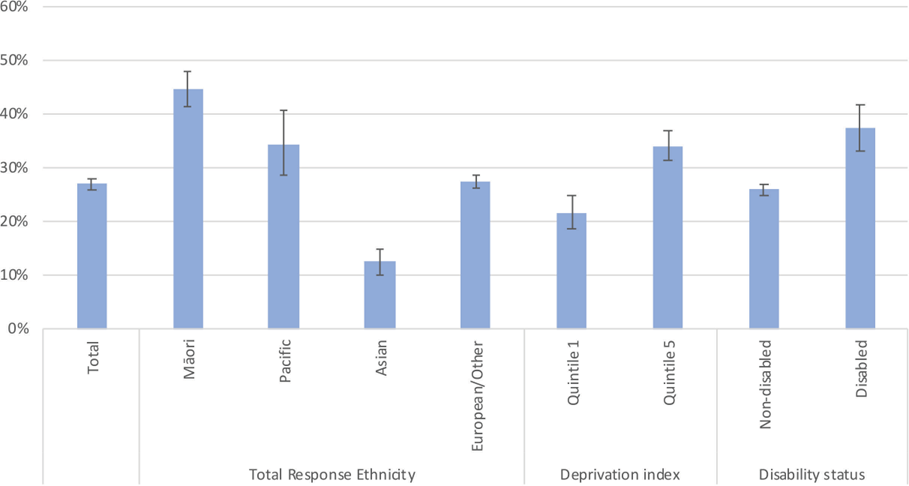 60%
50%
40%
30%
20%
10%
0%
Total
Māori
Pacific
Asian
European/Other
Quintile 1
Quintile 5
Non-disabled
Disabled
Total Response Ethnicity
Deprivation index
Disability status